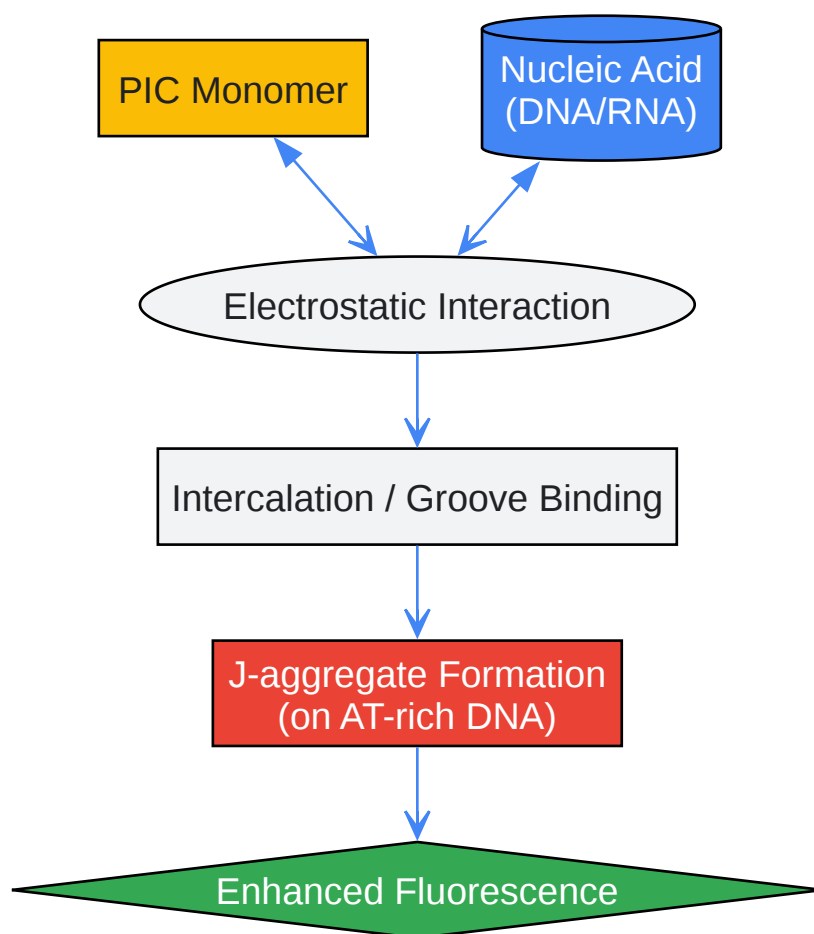 PIC Monomer
Nucleic Acid
(DNA/RNA)
Electrostatic Interaction
Intercalation / Groove Binding
J-aggregate Formation
(on AT-rich DNA)
Enhanced Fluorescence